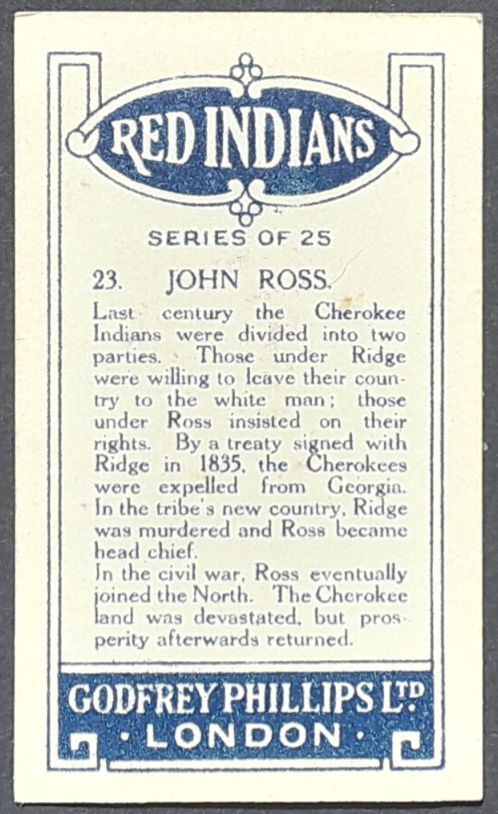 RED INDIANS
SERIES OF 25
23. JOHN ROSS.
Last century the Cherokee
Indians were divided into two
parties. Those under Ridge
were willing to leave their coun-
try to the white man; those
under Ross insisted on their
rights. By a treaty signed with
Ridge in 1835, the Cherokees
were expelled from Georgia.
In the tribe's new country, Ridge
was murdered and Ross became
head chief.
In the civil war, Ross eventually
joined the North. The Cherokee
land was devastated, but pros-
perity afterwards returned.
GODFREY PHILLIPS LTD.
· LONDON ·